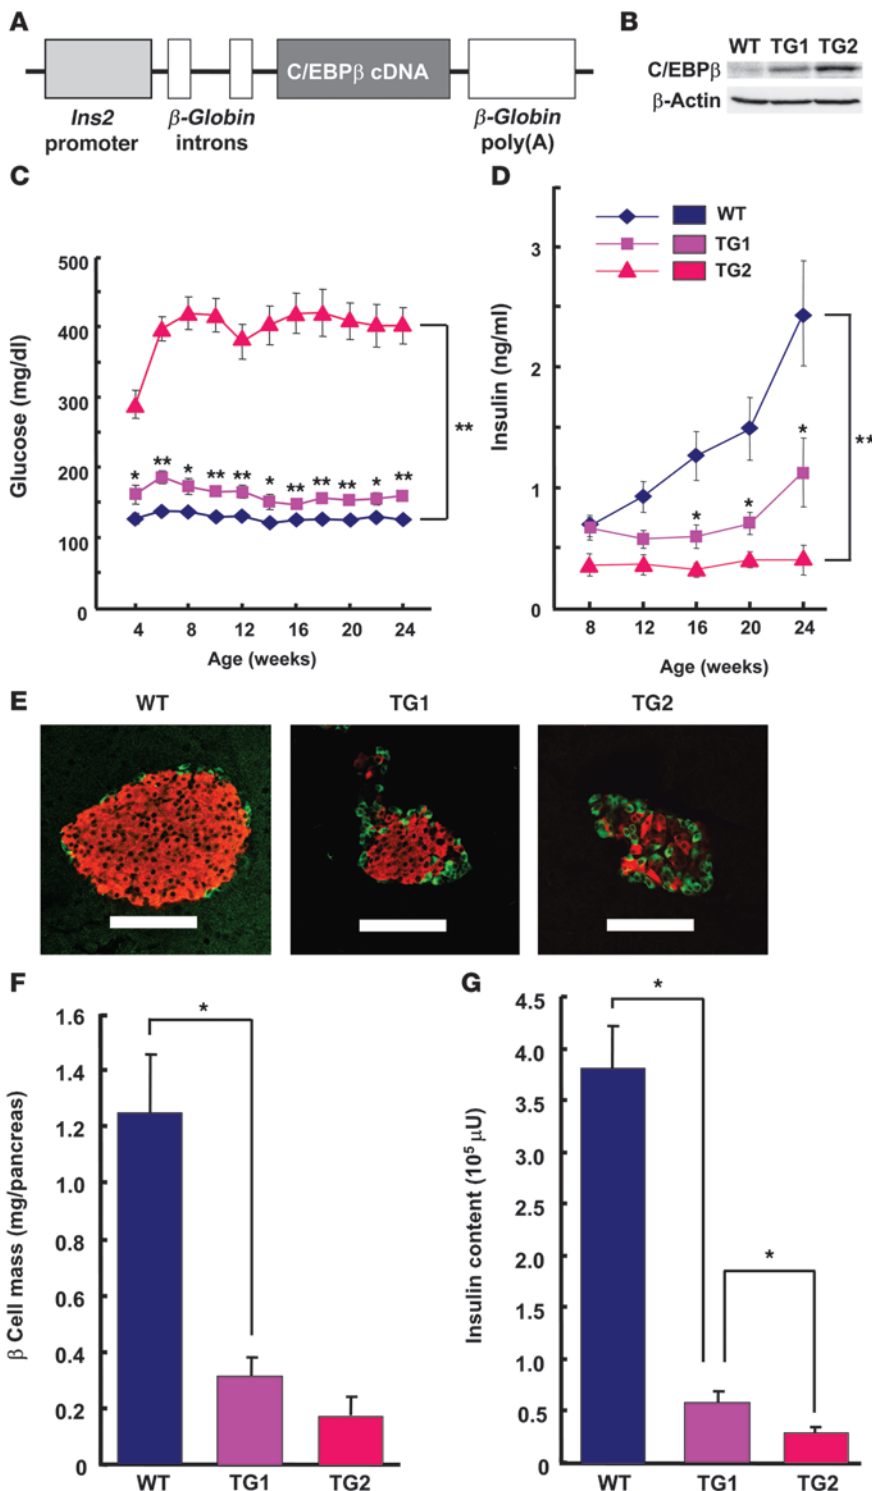 A
C/EBPβ cDNA
Ins2
promoter
β-Globin
introns
β-Globin
poly(A)
B
WT TG1 TG2
C/EBPβ
β-Actin
C
Glucose (mg/dl)
500
400
300
200
100
0
* ** * ** ** * ** ** ** * **
**
4 8 12 16 20 24
Age (weeks)
D
Insulin (ng/ml)
WT
TG1
TG2
3
2
1
0
* * *
**
8 12 16 20 24
Age (weeks)
E
WT TG1 TG2
F
β Cell mass (mg/pancreas)
1.6
1.4
1.2
1.0
0.8
0.6
0.4
0.2
0
*
WT TG1 TG2
G
Insulin content (10⁵ μU)
4.5
4.0
3.5
3.0
2.5
2.0
1.5
1.0
0.5
0
*
*
WT TG1 TG2